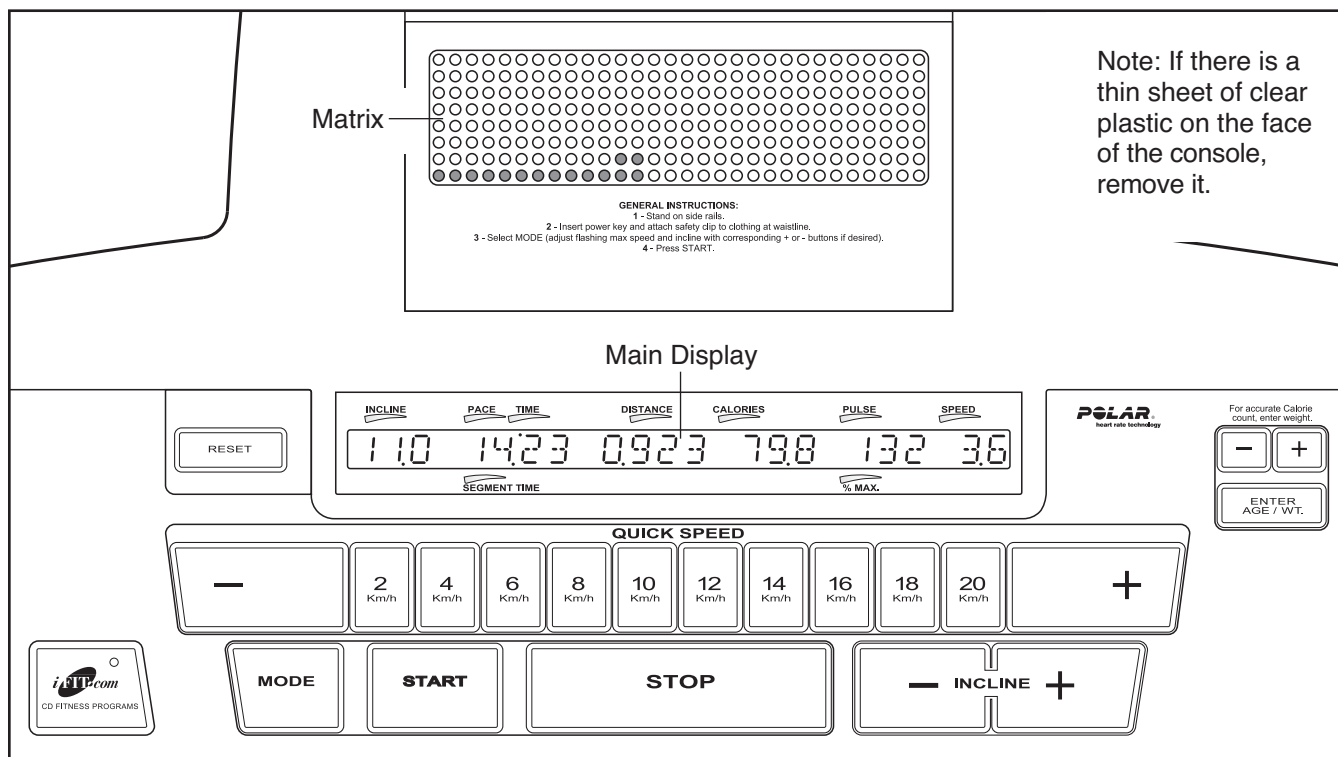 Note: If there is a
thin sheet of clear
plastic on the face
of the console,
remove it.
Matrix
GENERAL INSTRUCTIONS:
1 - Stand on side rails.
2 - Insert power key and attach safety clip to clothing at waistline.
3 - Select MODE (adjust flashing max speed and incline with corresponding + or - buttons if desired).
4 - Press START.
Main Display
INCLINE PACE TIME DISTANCE CALORIES PULSE SPEED
11.0 14:23 0.923 79.8 132 3.6
SEGMENT TIME % MAX.
RESET
POLAR®
heart rate technology
For accurate Calorie
count, enter weight.
- +
ENTER
AGE / WT.
QUICK SPEED
- 2 4 6 8 10 12 14 16 18 20 +
Km/h Km/h Km/h Km/h Km/h Km/h Km/h Km/h Km/h Km/h
iFIT.com
CD FITNESS PROGRAMS
MODE START STOP - INCLINE +